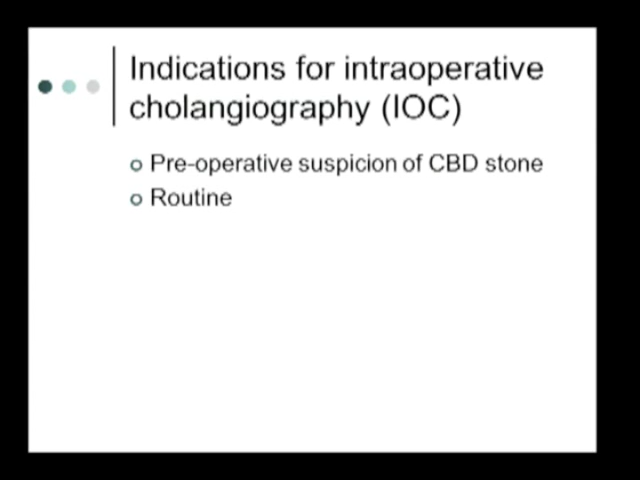 Indications for intraoperative
cholangiography (IOC)
Pre-operative suspicion of CBD stone
Routine